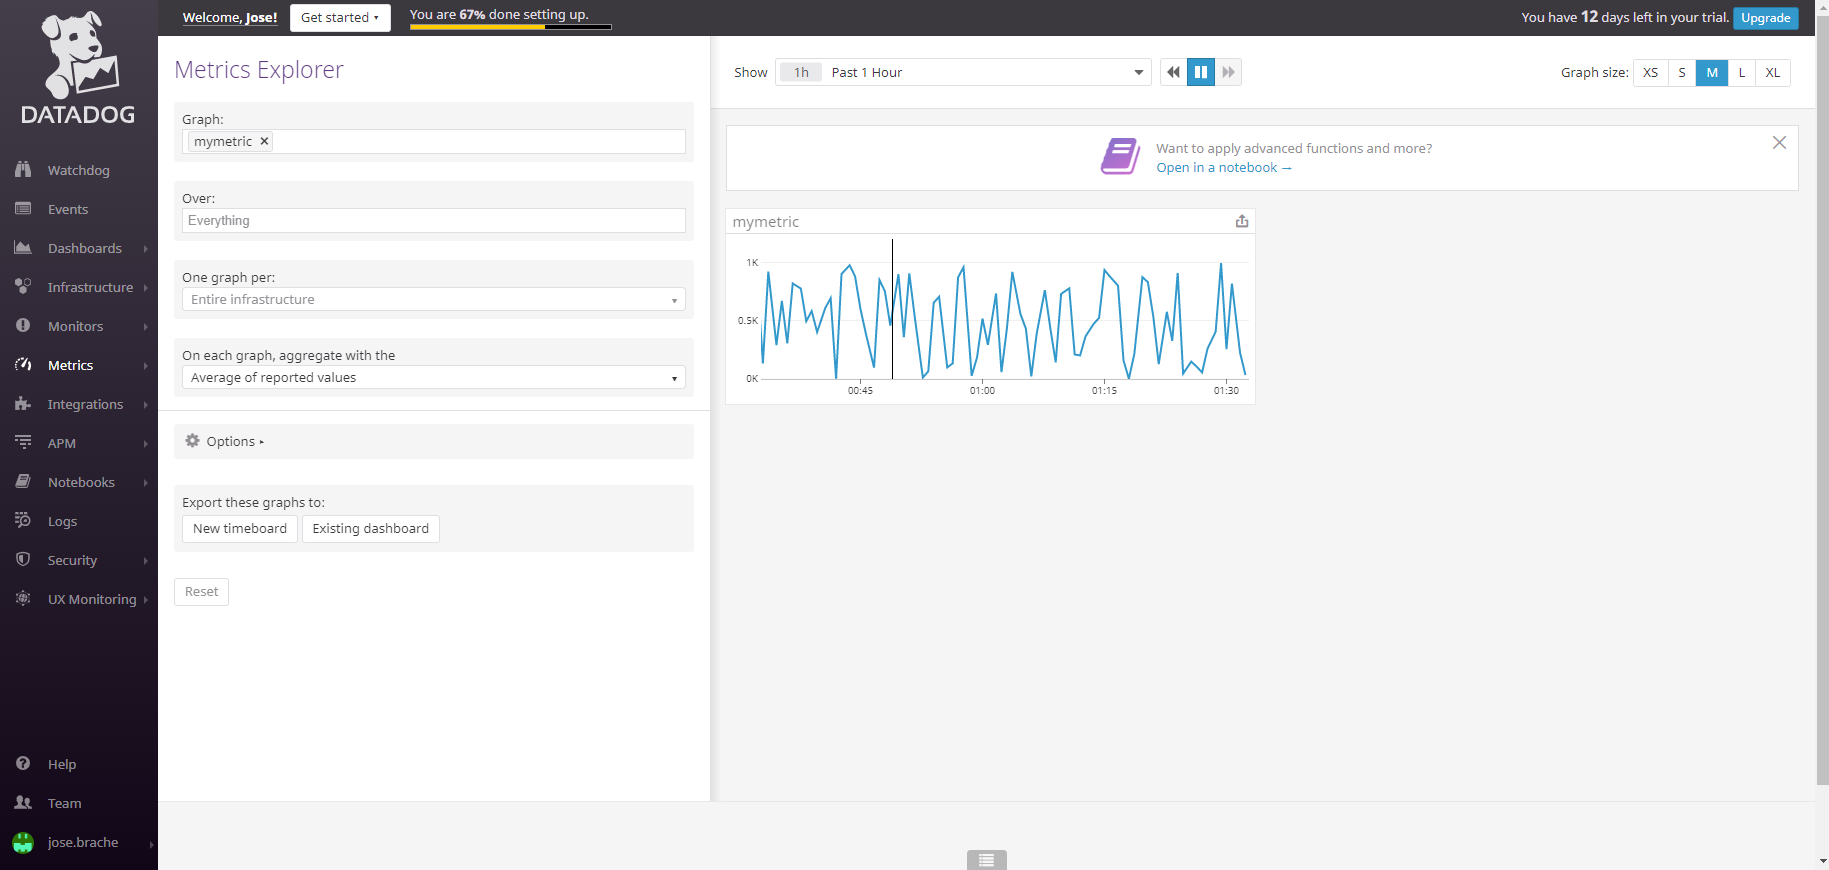 DATADOG
Watchdog
Events
Dashboards
Infrastructure
Monitors
Metrics
Integrations
APM
Notebooks
Logs
Security
UX Monitoring
Help
Team
jose.brache
Welcome, Jose!
Get started
You are 67% done setting up.
You have 12 days left in your trial.
Upgrade
Metrics Explorer
Graph:
mymetric
Over:
Everything
One graph per:
Entire infrastructure
On each graph, aggregate with the
Average of reported values
Options
Export these graphs to:
New timeboard
Existing dashboard
Reset
Show
1h
Past 1 Hour
Graph size:
XS
S
M
L
XL
Want to apply advanced functions and more?
Open in a notebook →
mymetric
1K
0.5K
0K
00:45
01:00
01:15
01:30